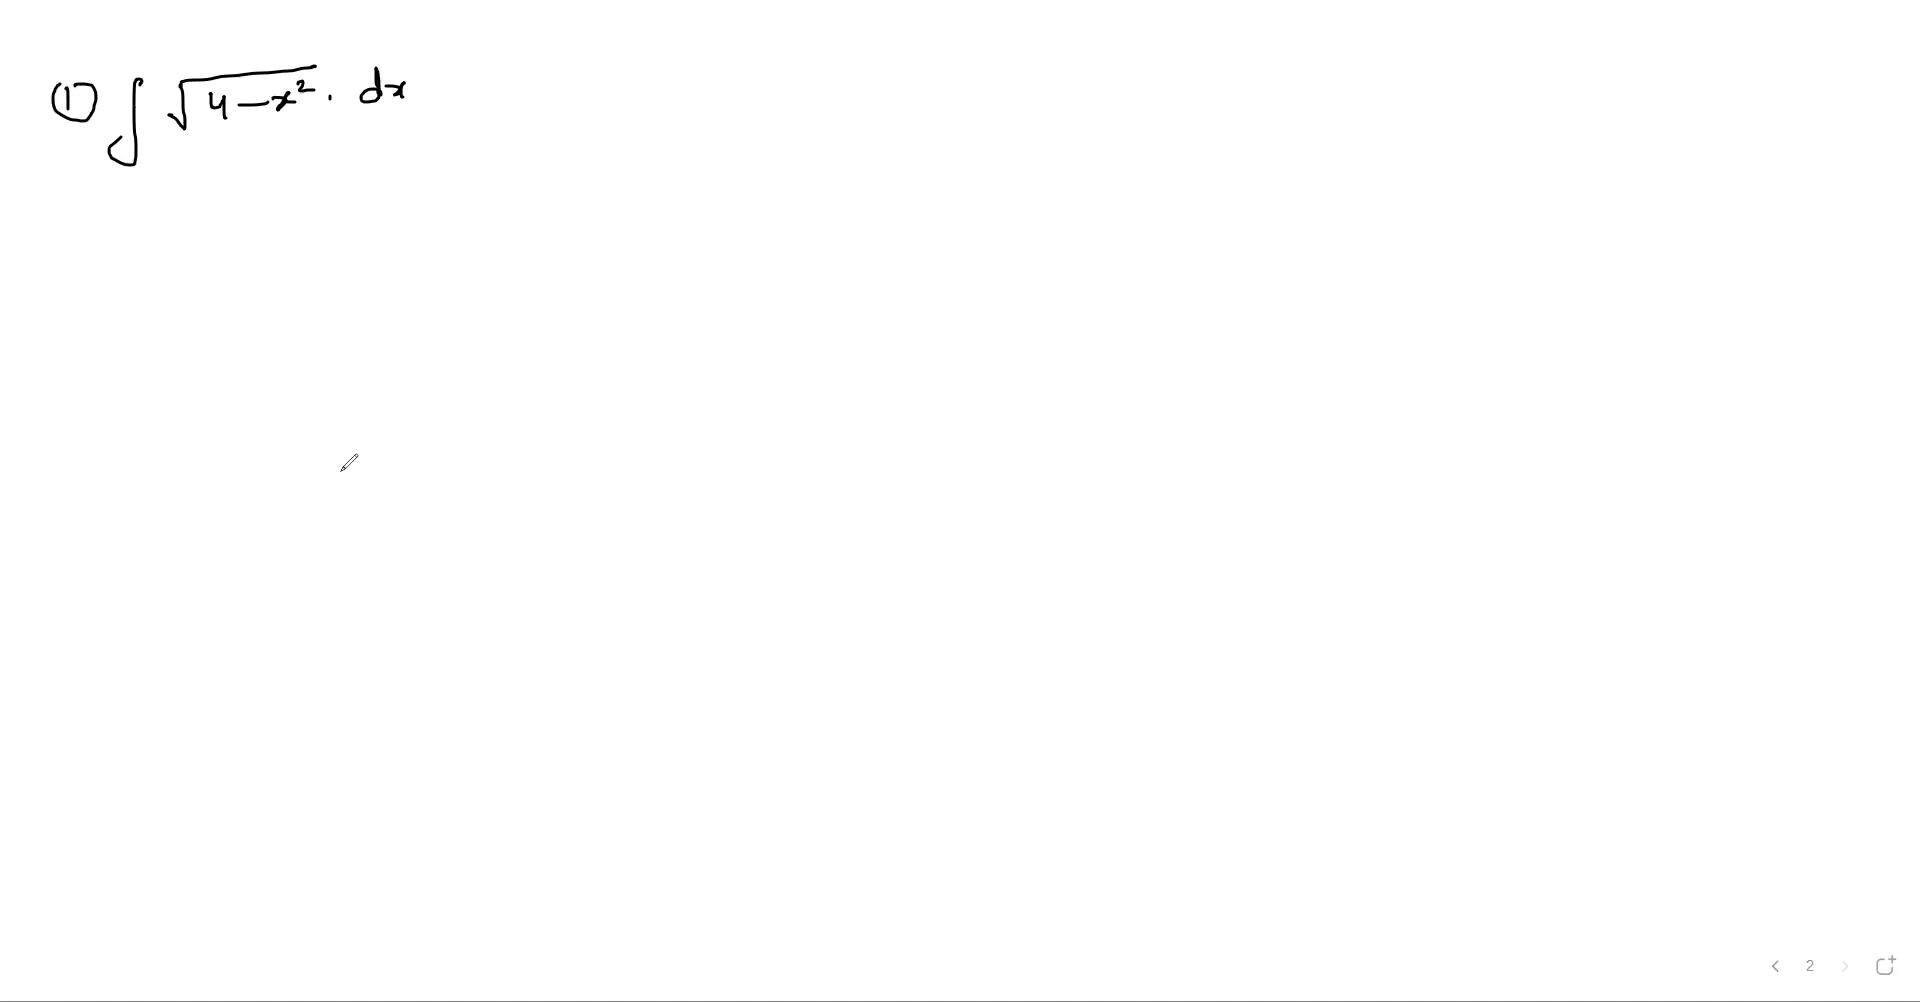 ① ∫ √(4-x²) . dx
2